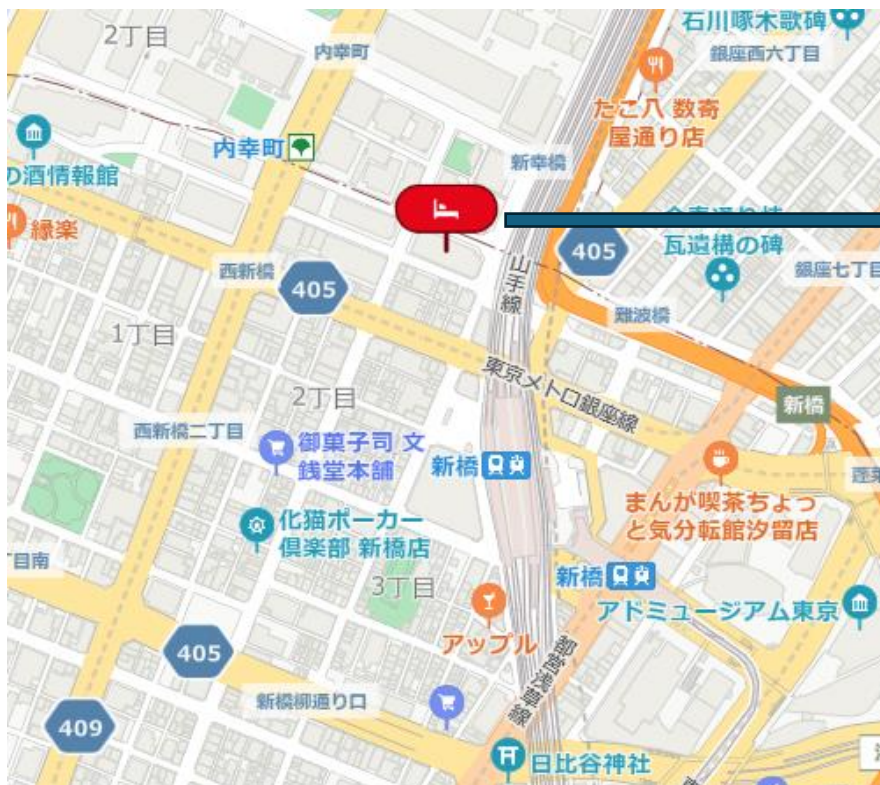 石川啄木歌碑
2丁目
内幸町
銀座西六丁目
たこ八 数寄
屋通り店
内幸町
新幸橋
の酒情報館
縁楽
瓦遺構の碑
405
西新橋
405
銀座七丁目
山手線
難波橋
1丁目
東京メトロ銀座線
2丁目
新橋
西新橋二丁目
御菓子司 文
銭堂本舗
新橋
まんが喫茶ちょっ
と気分転館汐留店
化猫ポーカー
倶楽部 新橋店
丁目南
3丁目
新橋
アドミュージアム東京
アップル
都営浅草線
405
新橋柳通り口
409
日比谷神社